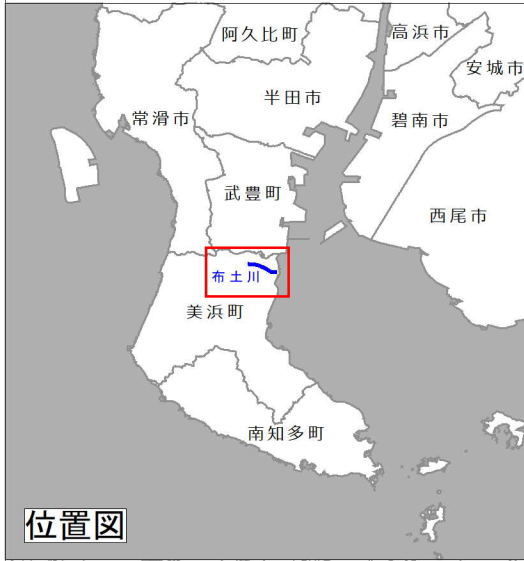 阿久比町
高浜市
安城市
半田市
常滑市
碧南市
武豊町
西尾市
布土川
美浜町
南知多町
位置図